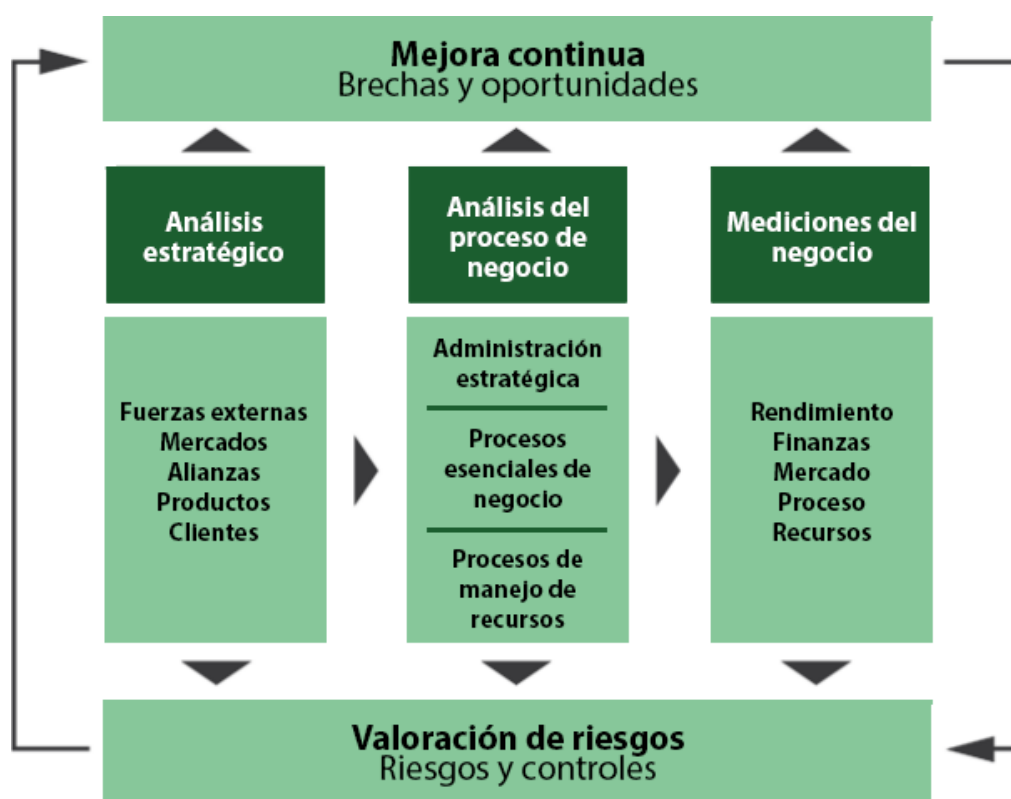 Mejora continua
Brechas y oportunidades
Análisis
estratégico
Análisis del
proceso de
negocio
Mediciones del
negocio
Fuerzas externas
Mercados
Alianzas
Productos
Clientes
Administración
estratégica
Procesos
esenciales de
negocio
Procesos de
manejo de
recursos
Rendimiento
Finanzas
Mercado
Proceso
Recursos
Valoración de riesgos
Riesgos y controles